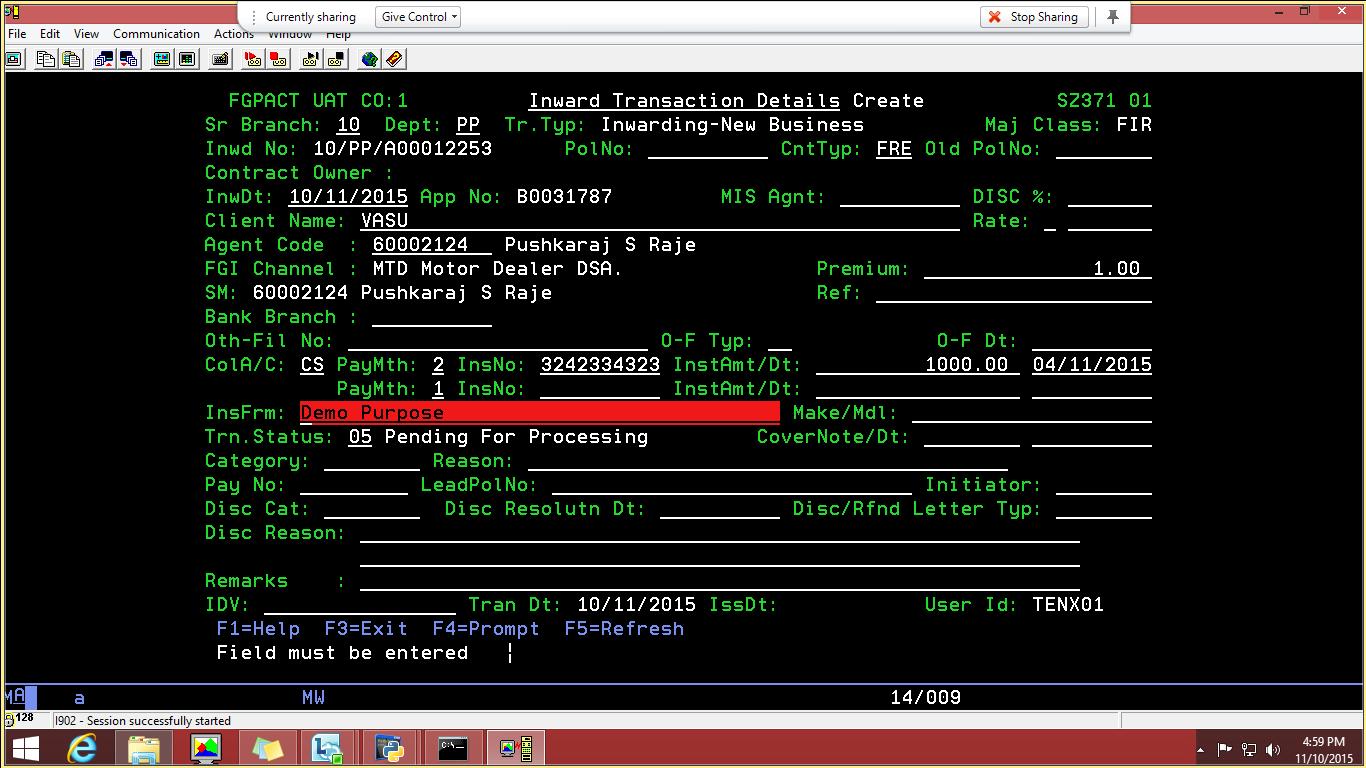 Currently sharing Give Control Stop Sharing
File Edit View Communication Actions Window Help
FGPACT UAT CO:1 Inward Transaction Details Create SZ371 01
Sr Branch: 10 Dept: PP Tr.Typ: Inwarding-New Business Maj Class: FIR
Inwd No: 10/PP/A00012253 PolNo: CntTyp: FRE Old PolNo:
Contract Owner :
InwDt: 10/11/2015 App No: B0031787 MIS Agnt: DISC %:
Client Name: VASU Rate:
Agent Code : 60002124 Pushkaraj S Raje
FGI Channel : MTD Motor Dealer DSA. Premium: 1.00
SM: 60002124 Pushkaraj S Raje Ref:
Bank Branch :
Oth-Fil No: O-F Typ: O-F Dt:
ColA/C: CS PayMth: 2 InsNo: 3242334323 InstAmt/Dt: 1000.00 04/11/2015
PayMth: 1 InsNo: InstAmt/Dt:
InsFrm: Demo Purpose Make/Mdl:
Trn.Status: 05 Pending For Processing CoverNote/Dt:
Category: Reason:
Pay No: LeadPolNo: Initiator:
Disc Cat: Disc Resolutn Dt: Disc/Rfnd Letter Typ:
Disc Reason:
Remarks :
IDV: Tran Dt: 10/11/2015 IssDt: User Id: TENX01
F1=Help F3=Exit F4=Prompt F5=Refresh
Field must be entered
MA a MW 14/009
128 I902 - Session successfully started
4:59 PM
11/10/2015